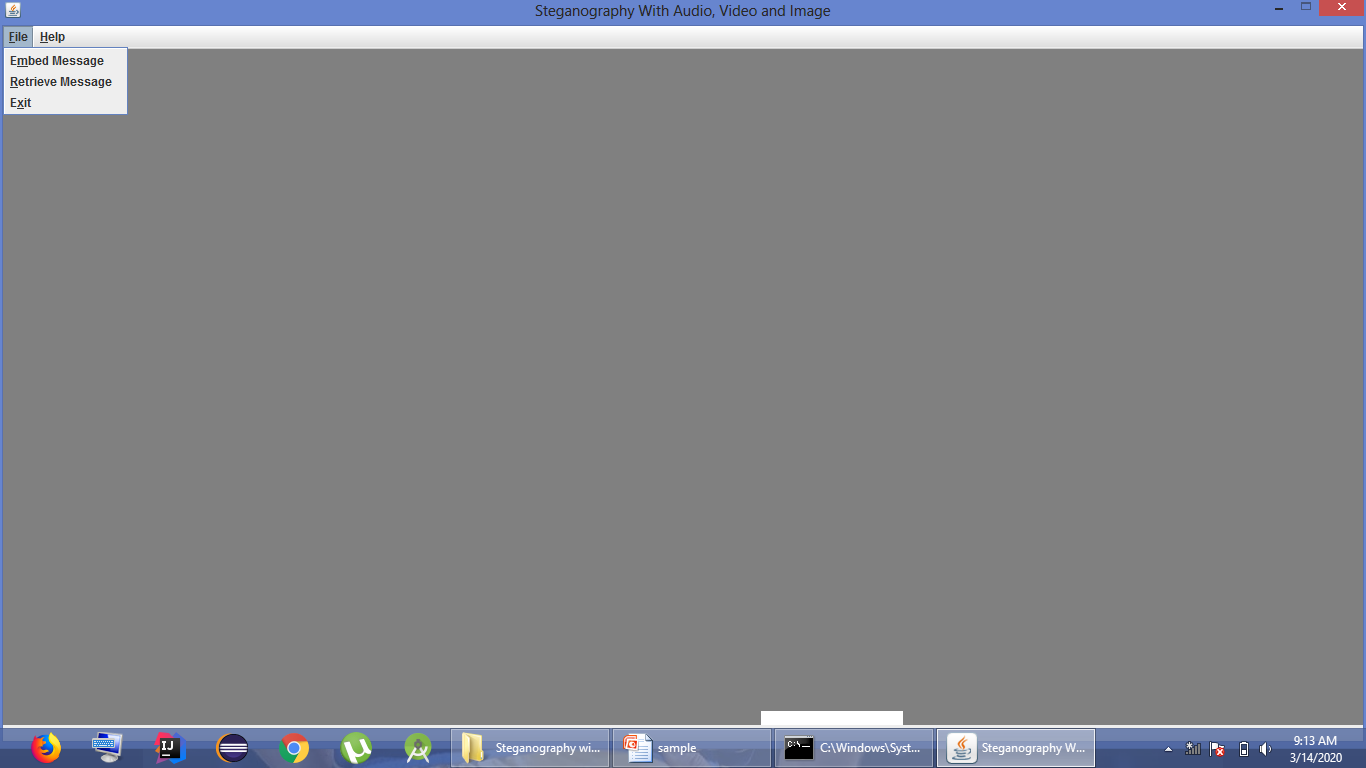 Steganography With Audio, Video and Image
File Help
Embed Message
Retrieve Message
Exit
IJ
C:\
Steganography wi... sample C:\Windows\Syst... Steganography W...
9:13 AM
3/14/2020